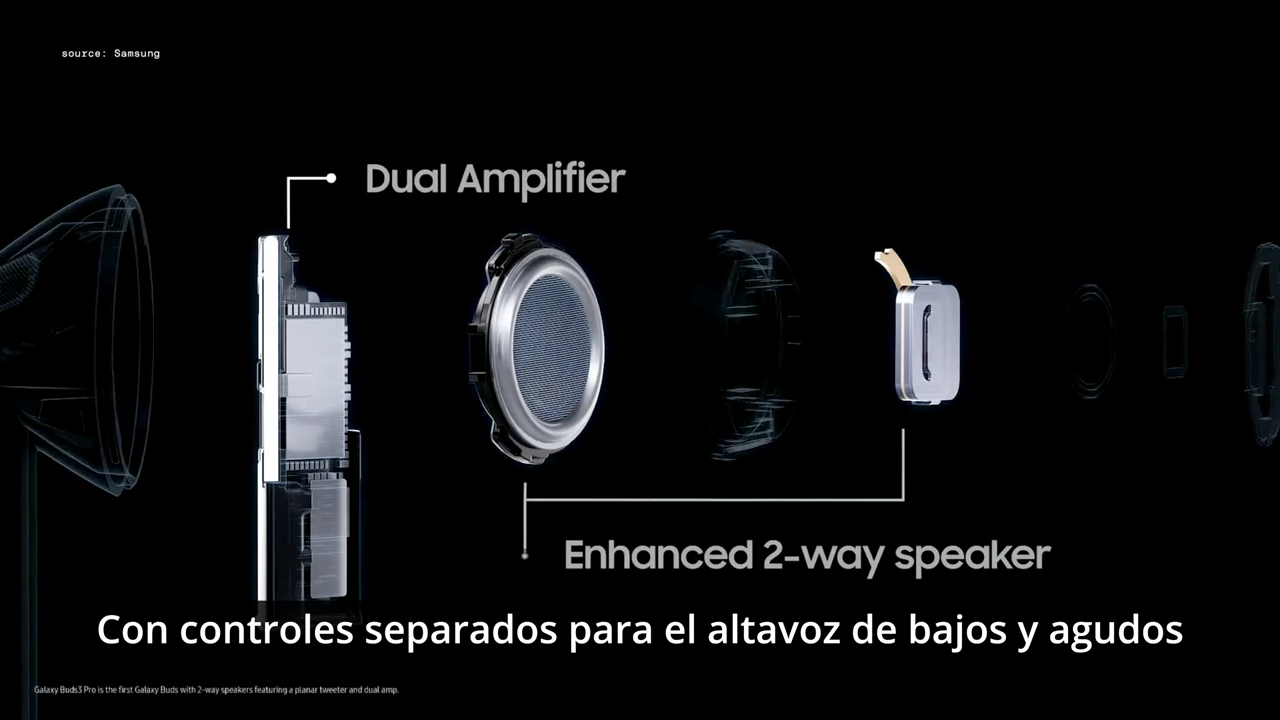 source: Samsung
Dual Amplifier
Enhanced 2-way speaker
Con controles separados para el altavoz de bajos y agudos
Galaxy Buds3 Pro is the first Galaxy Buds with 2-way speakers featuring a planar tweeter and dual amp.